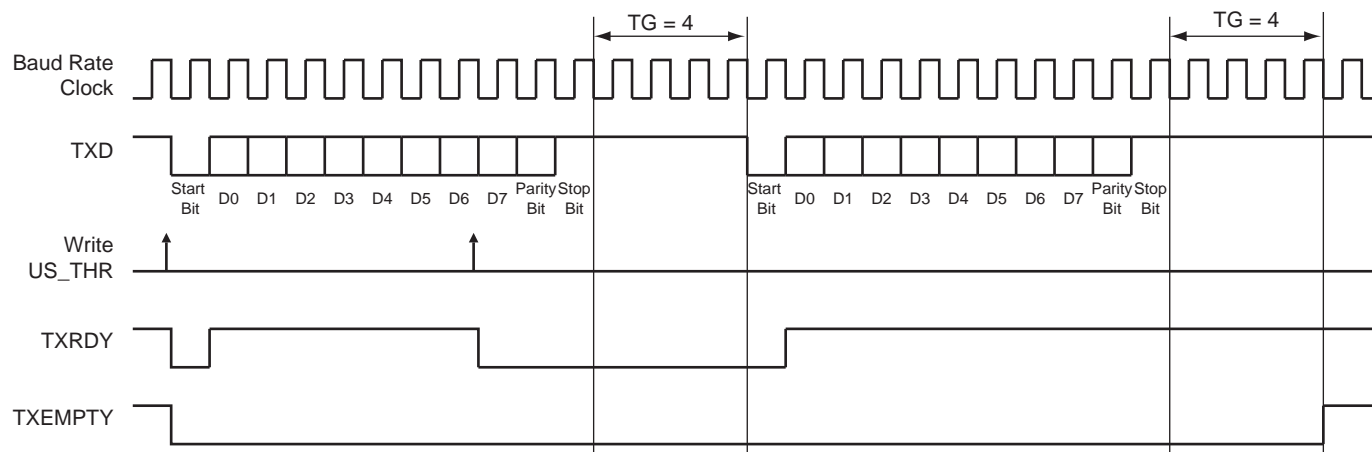 TG = 4
TG = 4
Baud Rate
Clock
TXD
Start
Bit
D0
D1
D2
D3
D4
D5
D6
D7
Parity
Bit
Stop
Bit
Start
Bit
D0
D1
D2
D3
D4
D5
D6
D7
Parity
Bit
Stop
Bit
Write
US_THR
TXRDY
TXEMPTY